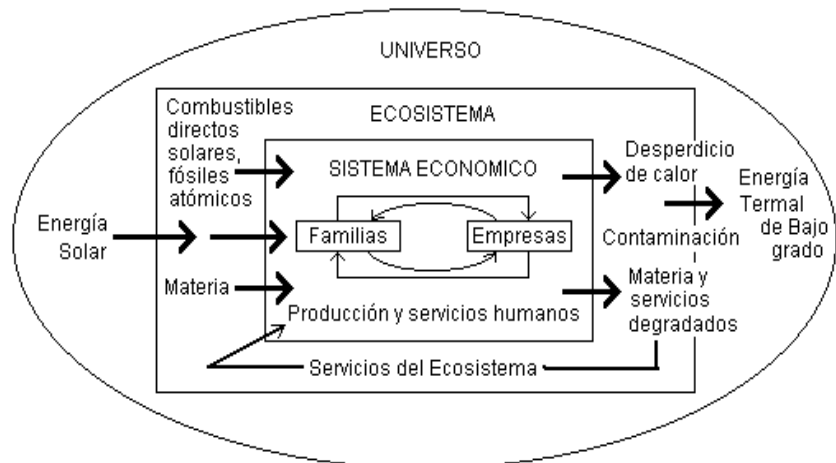 UNIVERSO
ECOSISTEMA
Combustibles
directos
solares,
fósiles
atómicos
SISTEMA ECONOMICO
Desperdicio
de calor
Energía
Termal
de Bajo
grado
Energía
Solar
Familias
Empresas
Contaminación
Materia
Materia y
servicios
degradados
Producción y servicios humanos
Servicios del Ecosistema